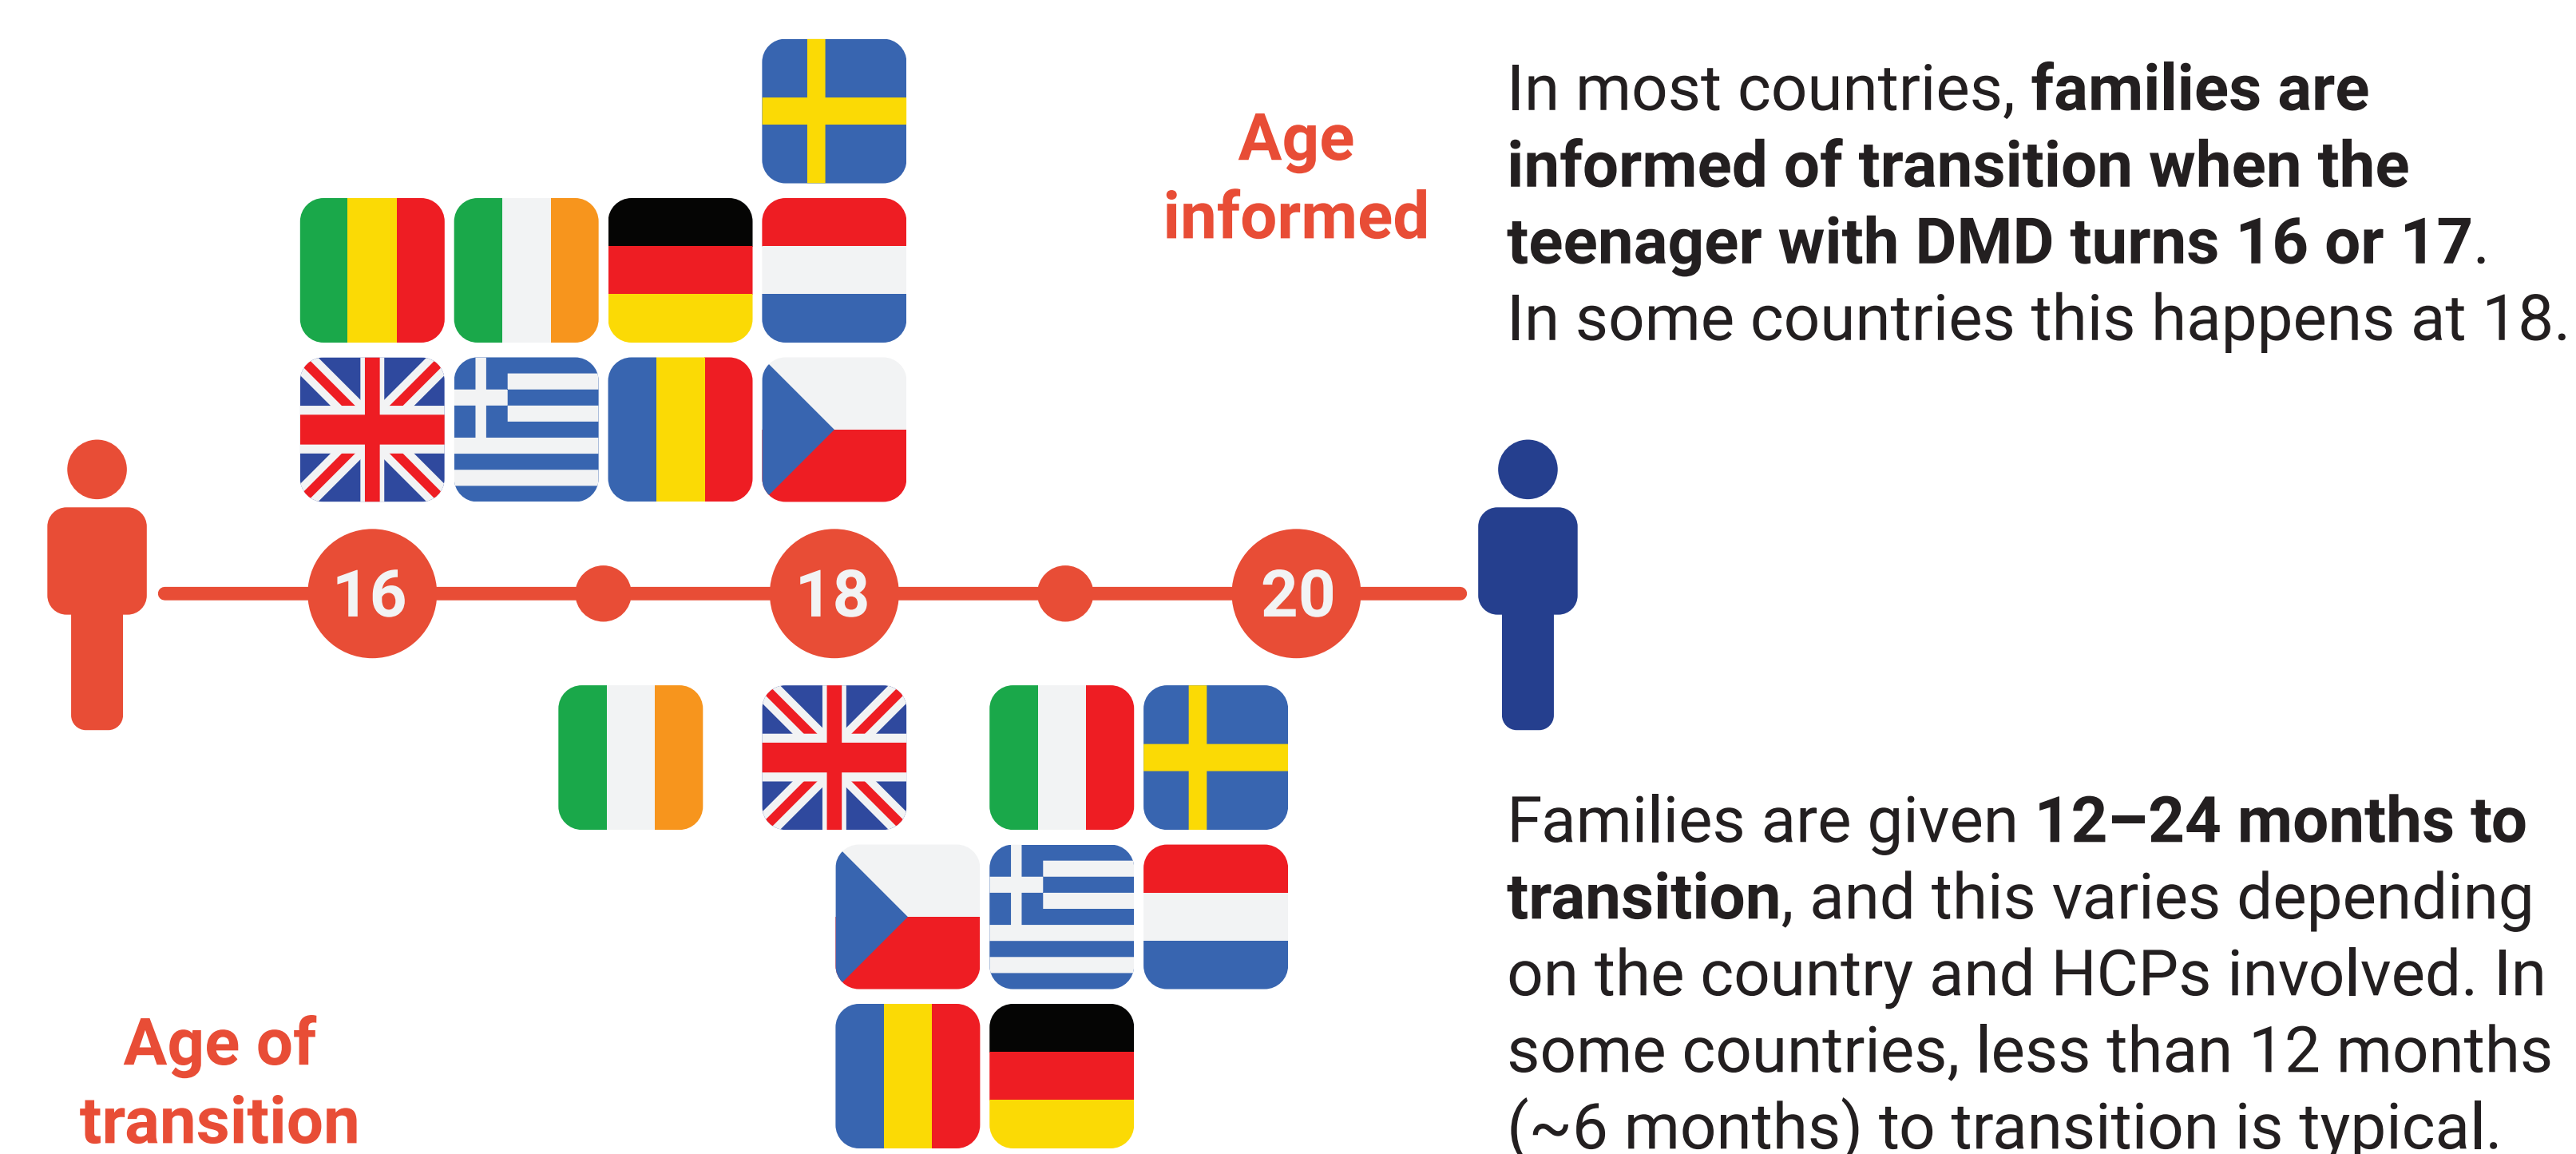 Age
informed
In most countries, families are
informed of transition when the
teenager with DMD turns 16 or 17.
In some countries this happens at 18.
16
18
20
Age of
transition
Families are given 12–24 months to
transition, and this varies depending
on the country and HCPs involved. In
some countries, less than 12 months
(~6 months) to transition is typical.